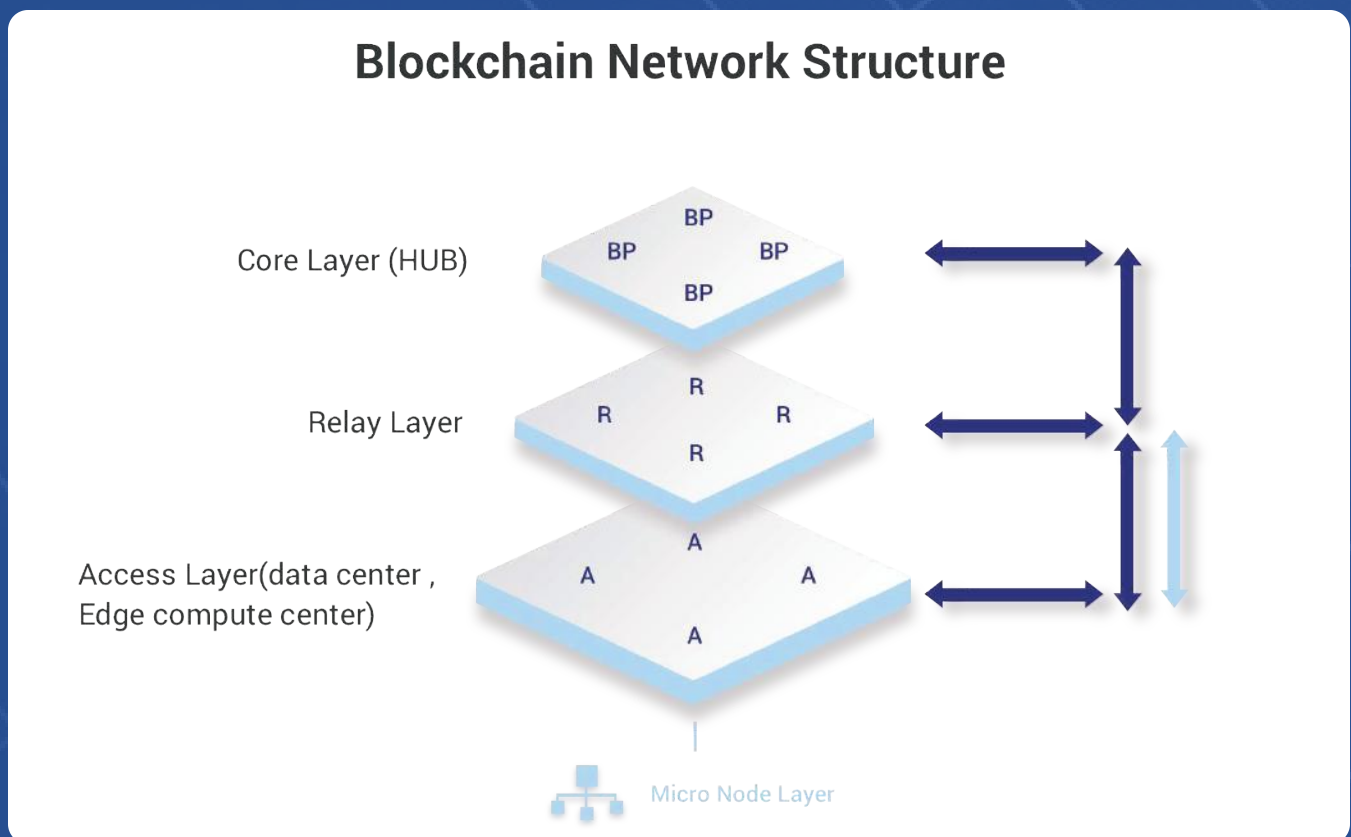 Blockchain Network Structure
BP
Core Layer (HUB)
BP
BP
BP
R
Relay Layer
R
R
R
A
Access Layer(data center ,
Edge compute center)
A
A
A
Micro Node Layer